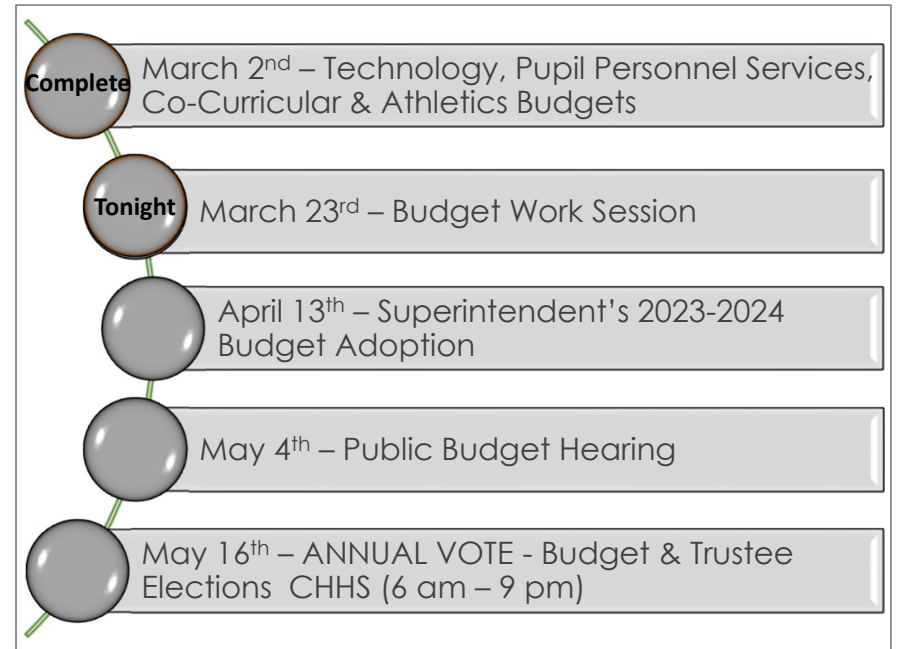 Complete
March 2nd – Technology, Pupil Personnel Services,
Co-Curricular & Athletics Budgets
Tonight
March 23rd – Budget Work Session
April 13th – Superintendent’s 2023-2024
Budget Adoption
May 4th – Public Budget Hearing
May 16th – ANNUAL VOTE - Budget & Trustee
Elections  CHHS (6 am – 9 pm)